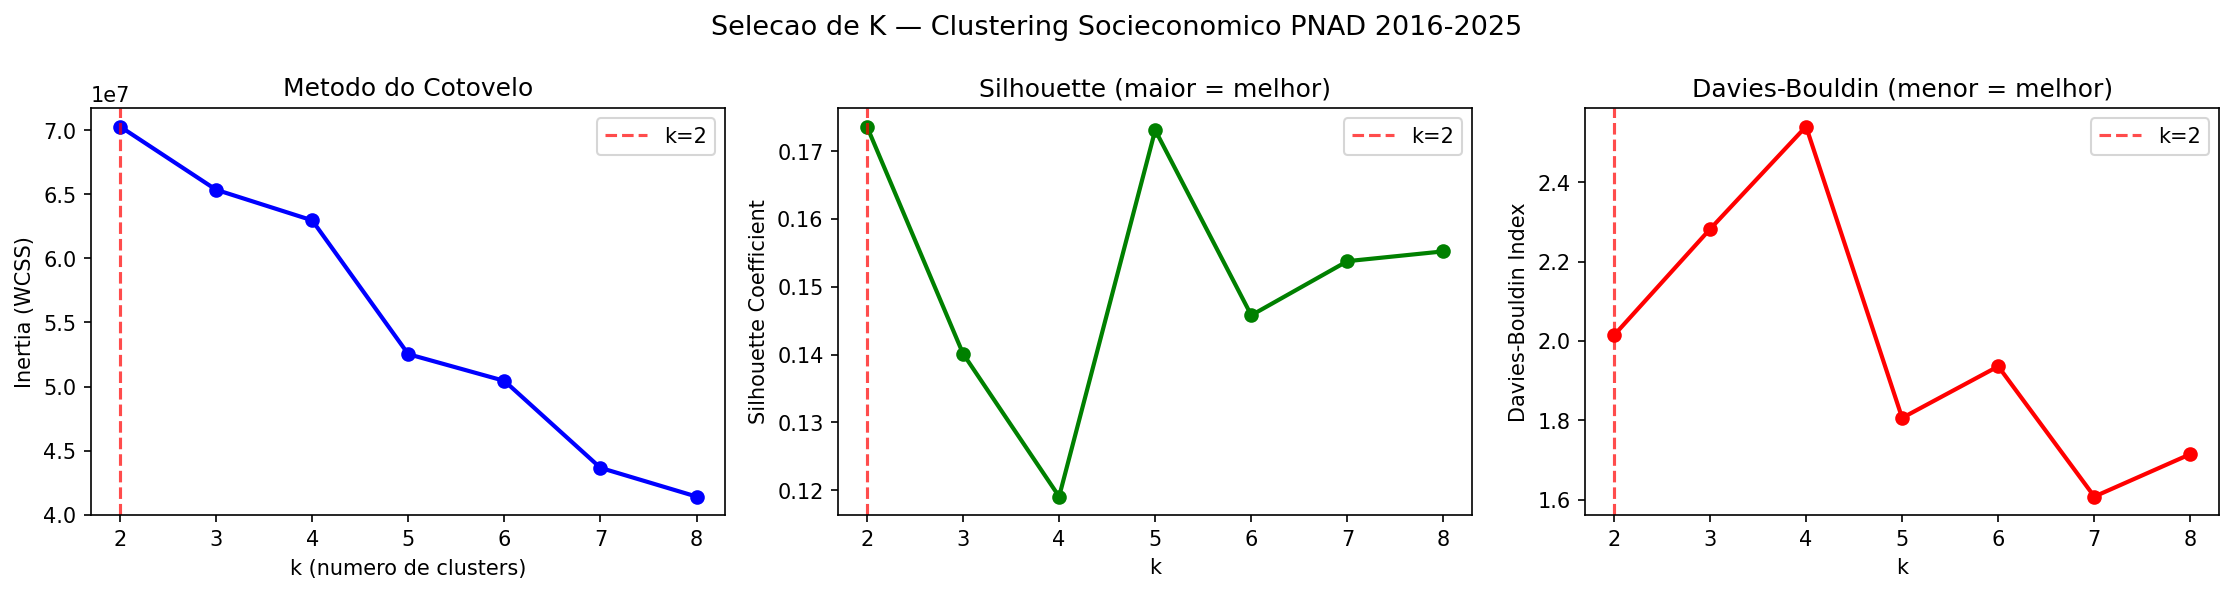 Selecao de K — Clustering Socieconomico PNAD 2016-2025
Metodo do Cotovelo
1e7
7.0
6.5
6.0
5.5
5.0
4.5
4.0
Inertia (WCSS)
k=2
2 3 4 5 6 7 8
k (numero de clusters)
Silhouette (maior = melhor)
0.17
0.16
0.15
0.14
0.13
0.12
Silhouette Coefficient
k=2
2 3 4 5 6 7 8
k
Davies-Bouldin (menor = melhor)
2.4
2.2
2.0
1.8
1.6
Davies-Bouldin Index
k=2
2 3 4 5 6 7 8
k